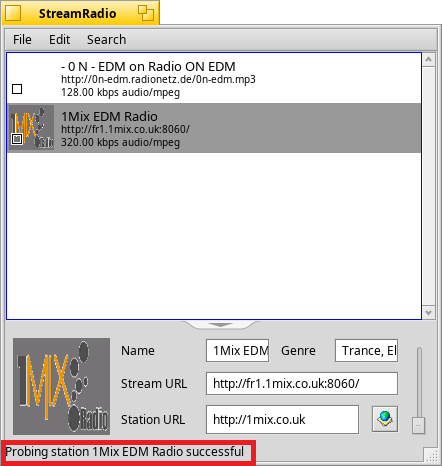 StreamRadio
File Edit Search
- 0 N - EDM on Radio ON EDM
http://0n-edm.radionetz.de/0n-edm.mp3
128.00 kbps audio/mpeg
1Mix EDM Radio
http://fr1.1mix.co.uk:8060/
320.00 kbps audio/mpeg
1MIX
Radio
Name 1Mix EDM Genre Trance, El
Stream URL http://fr1.1mix.co.uk:8060/
Station URL http://1mix.co.uk
Probing station 1Mix EDM Radio successful